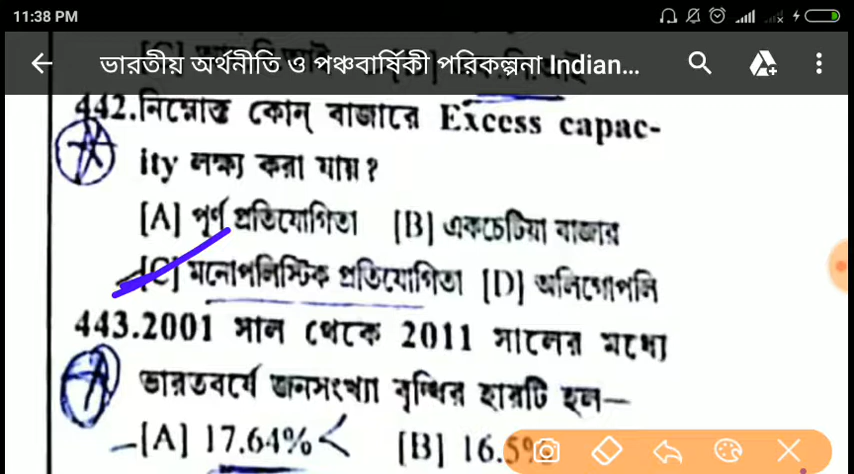 11:38 PM
ভারতীয় অর্থনীতি ও পঞ্চবার্ষিকী পরিকল্পনা Indian...
442.নিম্নোক্ত কোন্ বাজারে Excess capac-
ity লক্ষ্য করা যায়?
[A] পূর্ণ প্রতিযোগিতা [B] একচেটিয়া বাজার
[C] মনোপলিস্টিক প্রতিযোগিতা [D] অলিগোপলি
443.2001 সাল থেকে 2011 সালের মধ্যে
ভারতবর্ষে জনসংখ্যা বৃদ্ধির হারটি হল—
[A] 17.64% [B] 16.5%